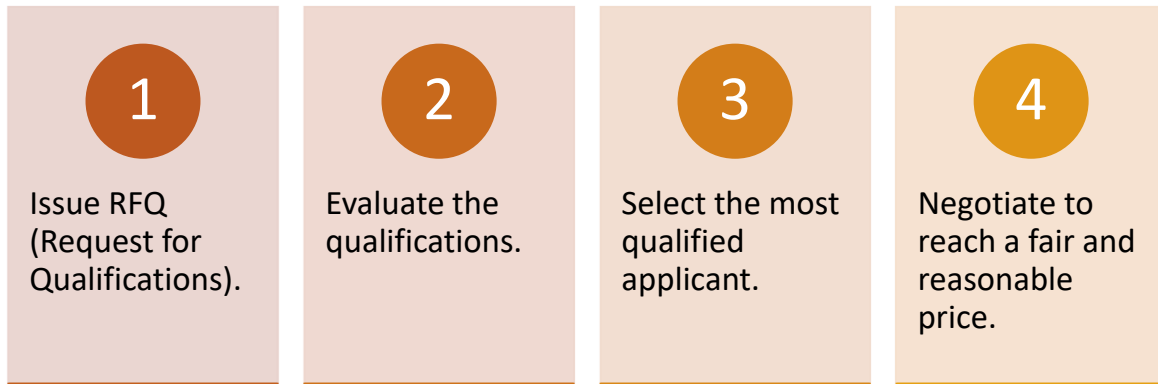 1
Issue RFQ
(Request for
Qualifications).
2
Evaluate the
qualifications.
3
Select the most
qualified
applicant.
4
Negotiate to
reach a fair and
reasonable
price.